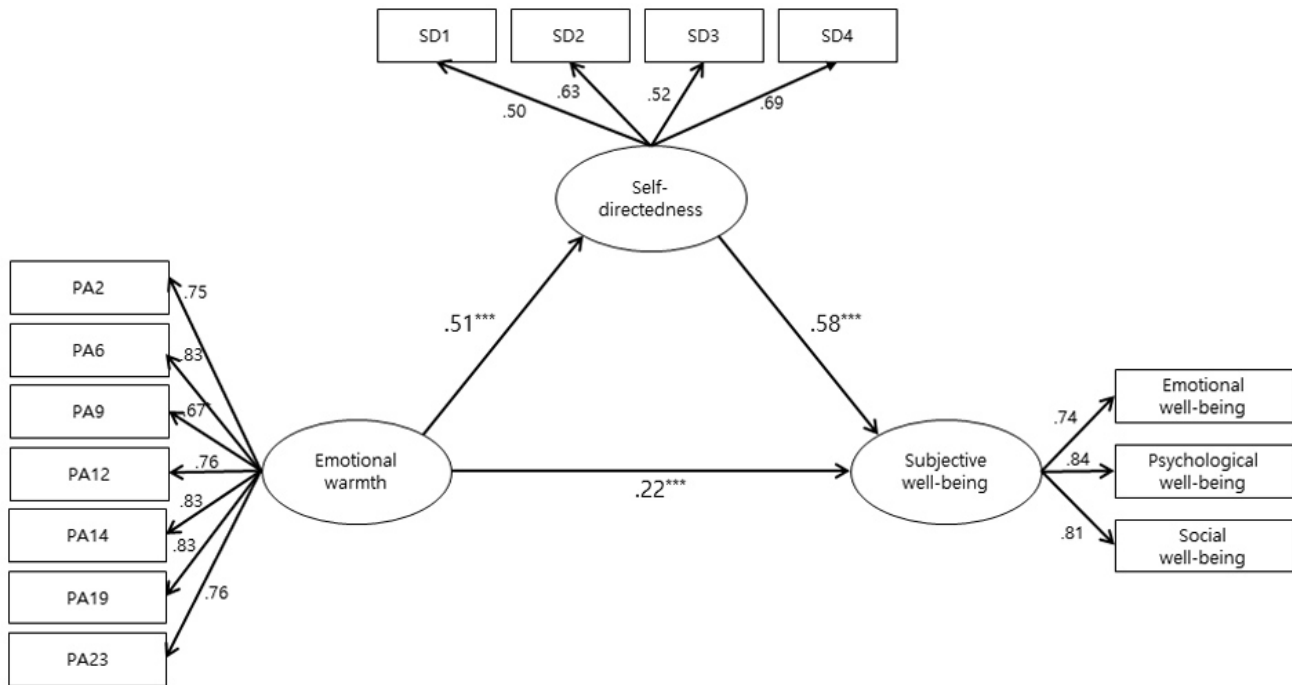 SD1
SD2
SD3
SD4
.50
.63
.52
.69
Self-
directedness
PA2
PA6
PA9
PA12
PA14
PA19
PA23
.75
.83
.67
.76
.83
.83
.76
Emotional
warmth
.51***
.58***
.22***
Subjective
well-being
.74
.84
.81
Emotional
well-being
Psychological
well-being
Social
well-being